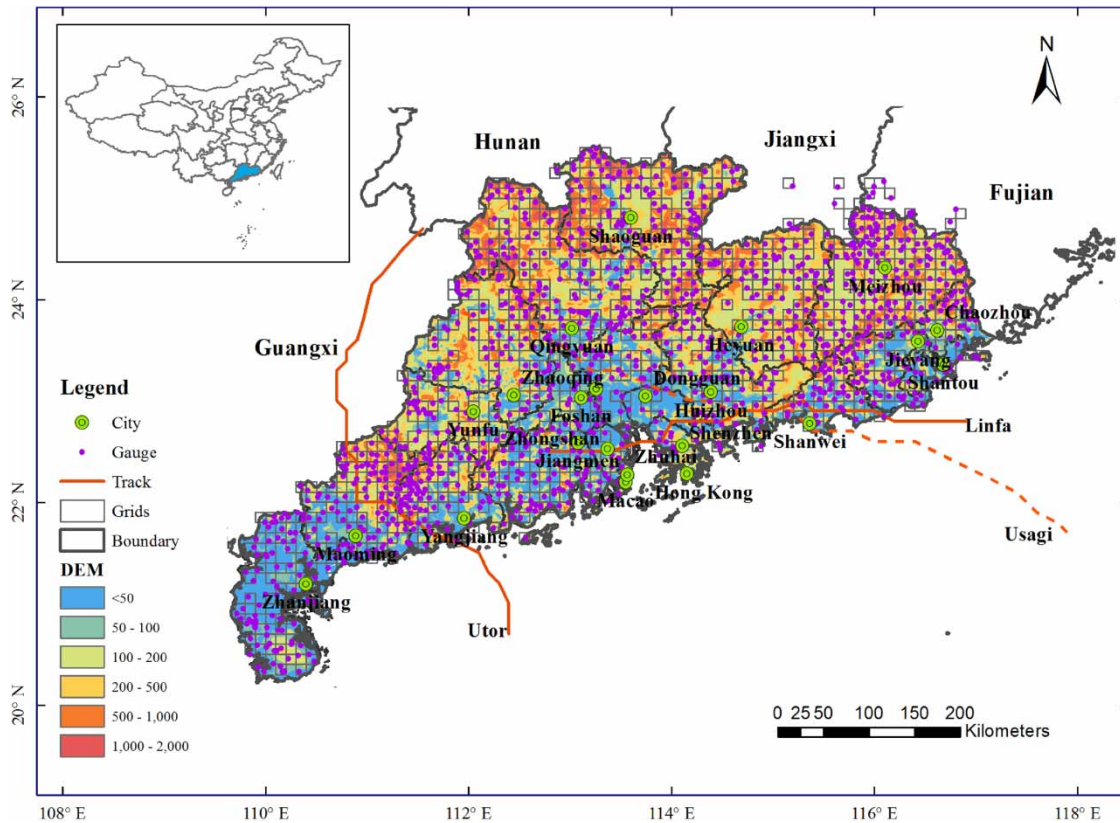 N
26° N
24° N
22° N
20° N
Hunan
Jiangxi
Fujian
Guangxi
Shaoguan
Meizhou
Chaozhou
Qingyuan
Heyuan
Jieyang
Shantou
Zhaoqing
Dongguan
Foshan
Huizhou
Yunfu
Zhongshan
Shenzhen
Shanwei
Linfa
Jiangmen
Zhuhai
Macao
Hong Kong
Usagi
Yangjiang
Maoming
Zhanjiang
Utor
Legend
City
Gauge
Track
Grids
Boundary
DEM
<50
50 - 100
100 - 200
200 - 500
500 - 1,000
1,000 - 2,000
0 25 50 100 150 200
Kilometers
108° E 110° E 112° E 114° E 116° E 118° E